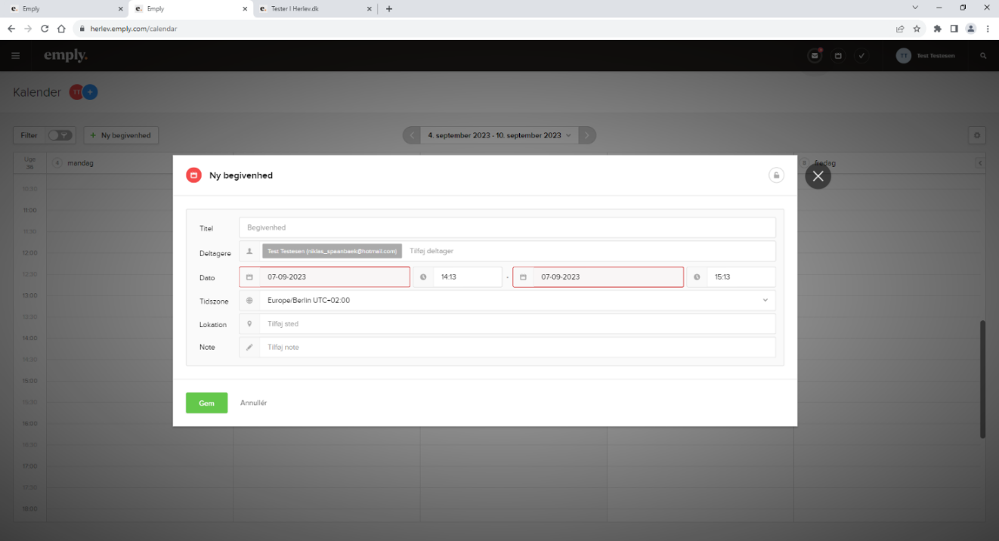 e. Emply
e. Emply
e. Tester I Herlev.dk
herlev.emply.com/calendar
emply.
TT Test Testesen
Kalender TT +
Filter + Ny begivenhed 4. september 2023 - 10. september 2023
Uge 36 4 mandag 8 fredag
Ny begivenhed
10:30
11:00
11:30
12:00
12:30
13:00
13:30
14:00
14:30
15:00
15:30
16:00
16:30
17:00
17:30
18:00
Titel Begivenhed
Deltagere Test Testesen (niklas_spaanbaek@hotmail.com) Tilføj deltager
Dato 07-09-2023 14:13 - 07-09-2023 15:13
Tidszone Europe/Berlin UTC+02:00
Lokation Tilføj sted
Note Tilføj note
Gem Annullér